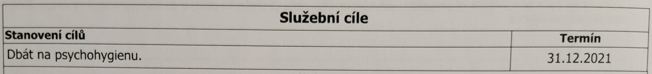 Služební cíle
Stanovení cílů Termín
Dbát na psychohygienu. 31.12.2021